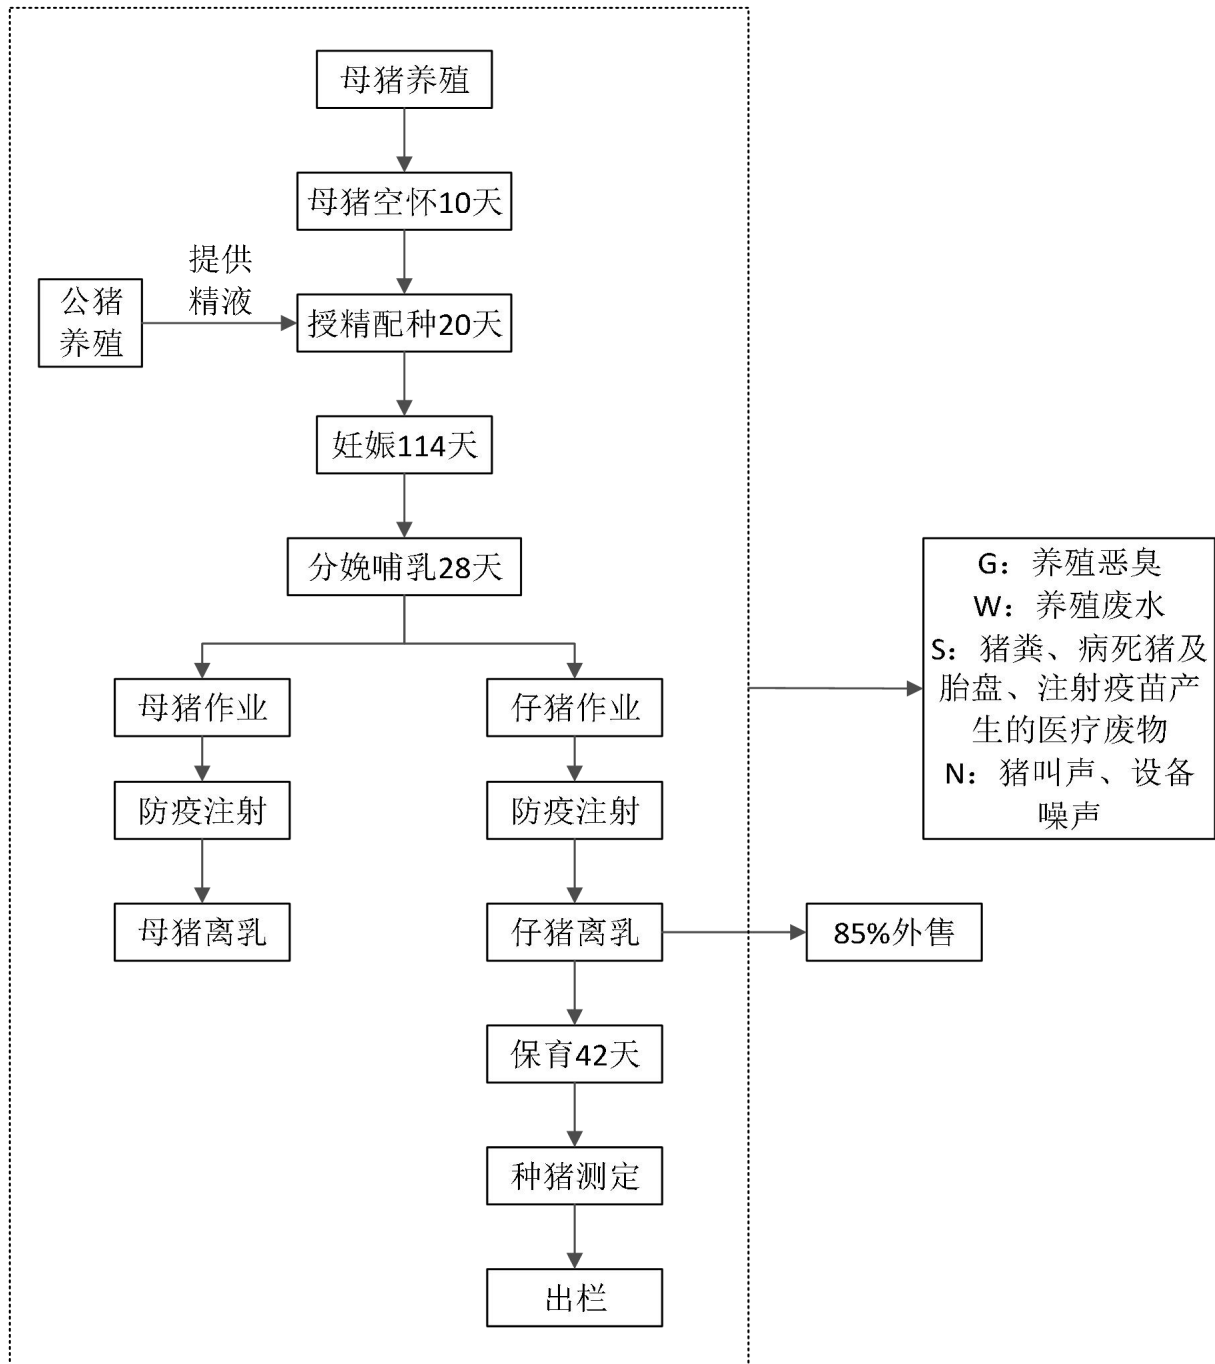 母猪养殖
母猪空怀10天
提供
精液
公猪
养殖
授精配种20天
妊娠114天
分娩哺乳28天
母猪作业
仔猪作业
防疫注射
防疫注射
母猪离乳
仔猪离乳
85%外售
保育42天
种猪测定
出栏
G：养殖恶臭
W：养殖废水
S：猪粪、病死猪及
胎盘、注射疫苗产
生的医疗废物
N：猪叫声、设备
噪声